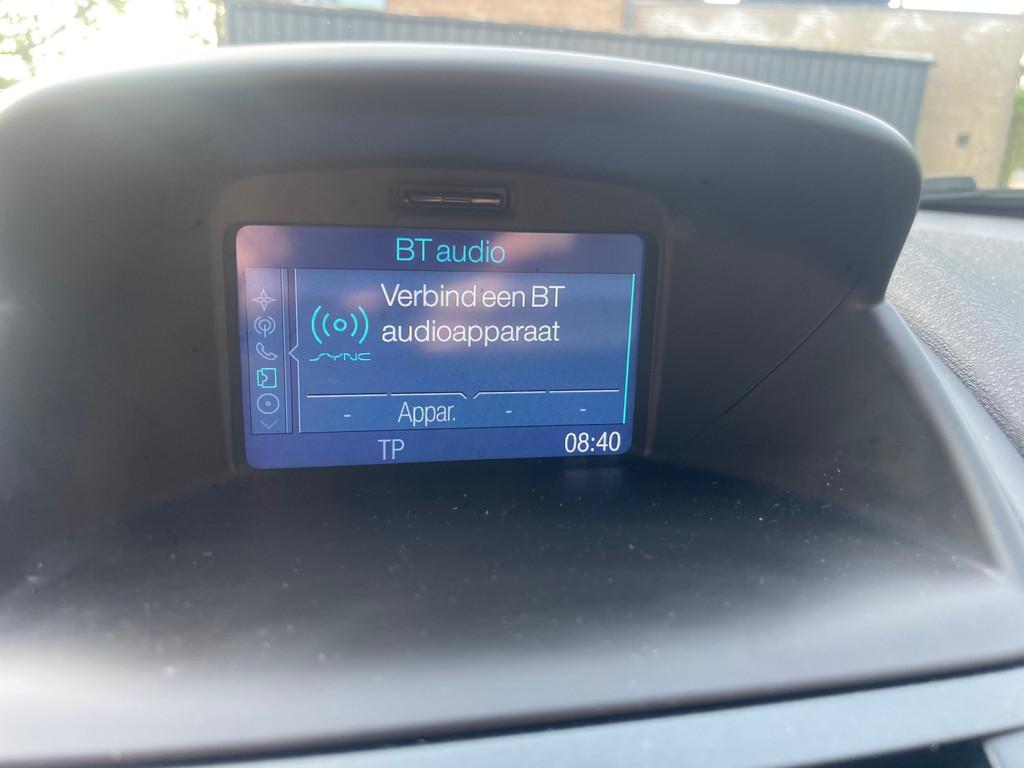 BT audio
Verbind een BT
audioapparaat
SYNC
- Appar. - -
TP 08:40